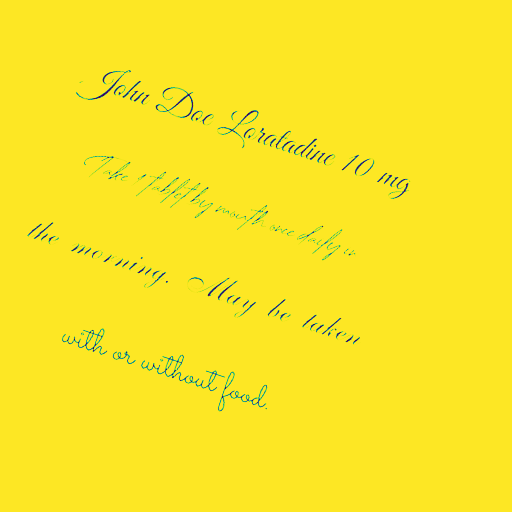 John Doe Loratadine 10 mg
Take 1 tablet by mouth once daily in
the morning. May be taken
with or without food.